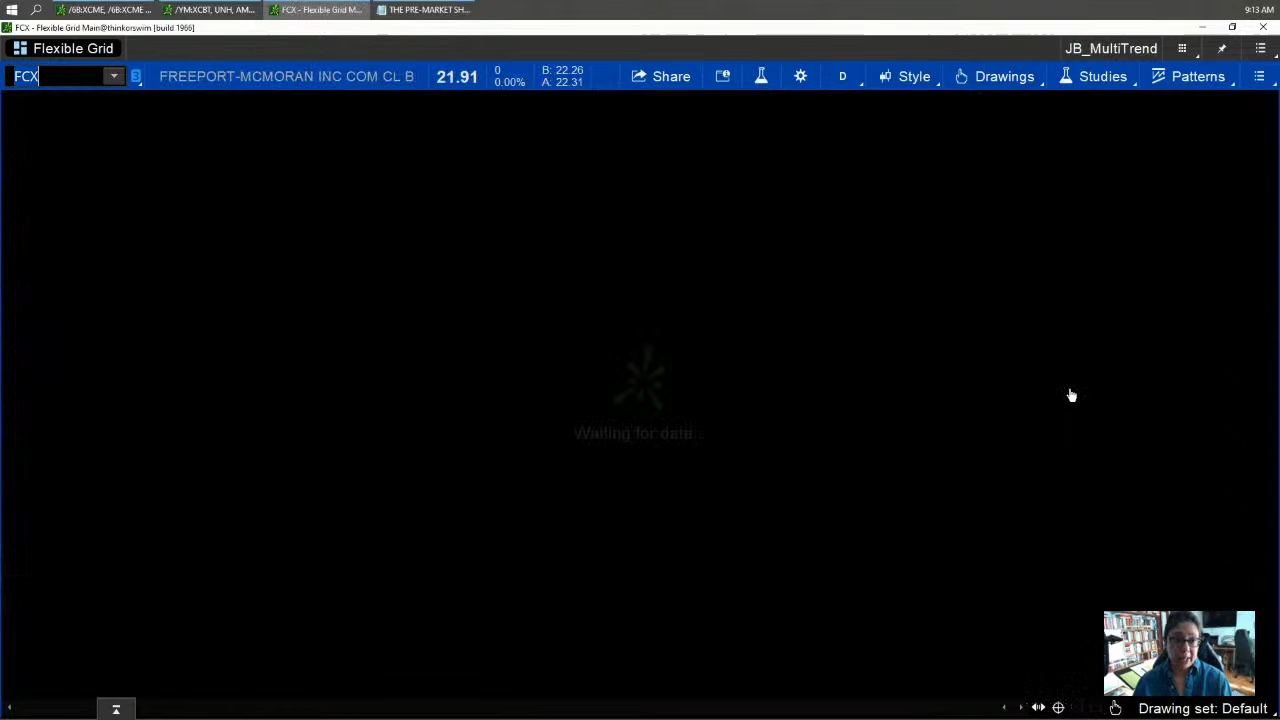 /6B:XCME, /6B:XCME ...
/YM:XCBT, UNH, AM...
FCX - Flexible Grid M...
THE PRE-MARKET SH...
9:13 AM
FCX - Flexible Grid Main@thinkorswim [build 1966]
Flexible Grid
JB_MultiTrend
FCX
3
FREEPORT-MCMORAN INC COM CL B
21.91
0
0.00%
B: 22.26
A: 22.31
Share
D
Style
Drawings
Studies
Patterns
Waiting for data...
Drawing set: Default